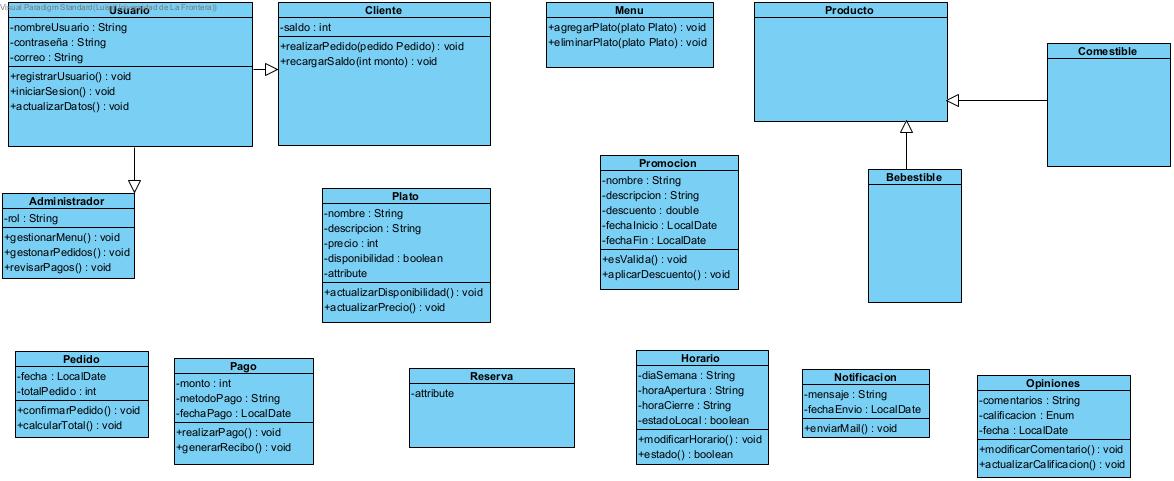 Visual Paradigm Standard(Luis(Universidad de La Frontera))
Usuario
-nombreUsuario : String
-contraseña : String
-correo : String
+registrarUsuario() : void
+iniciarSesion() : void
+actualizarDatos() : void
Cliente
-saldo : int
+realizarPedido(pedido Pedido) : void
+recargarSaldo(int monto) : void
Menu
+agregarPlato(plato Plato) : void
+eliminarPlato(plato Plato) : void
Producto
Comestible
Bebestible
Administrador
-rol : String
+gestionarMenu() : void
+gestonarPedidos() : void
+revisarPagos() : void
Plato
-nombre : String
-descripcion : String
-precio : int
-disponibilidad : boolean
-attribute
+actualizarDisponibilidad() : void
+actualizarPrecio() : void
Promocion
-nombre : String
-descripcion : String
-descuento : double
-fechaInicio : LocalDate
-fechaFin : LocalDate
+esValida() : void
+aplicarDescuento() : void
Pedido
-fecha : LocalDate
-totalPedido : int
+confirmarPedido() : void
+calcularTotal() : void
Pago
-monto : int
-metodoPago : String
-fechaPago : LocalDate
+realizarPago() : void
+generarRecibo() : void
Reserva
-attribute
Horario
-diaSemana : String
-horaApertura : String
-horaCierre : String
-estadoLocal : boolean
+modificarHorario() : void
+estado() : boolean
Notificacion
-mensaje : String
-fechaEnvio : LocalDate
+enviarMail() : void
Opiniones
-comentarios : String
-calificacion : Enum
-fecha : LocalDate
+modificarComentario() : void
+actualizarCalificacion() : void